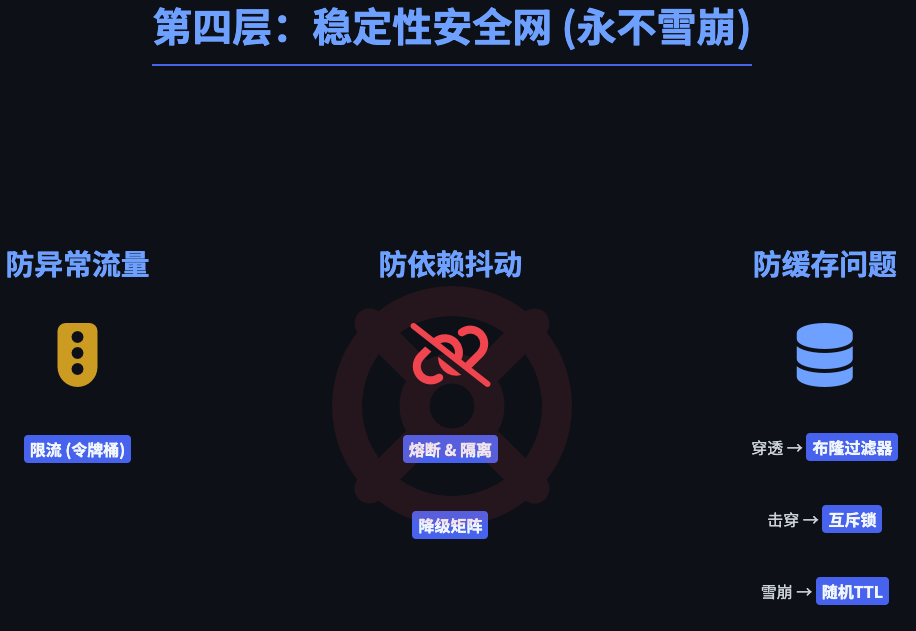 第四层：稳定性安全网 (永不雪崩)
防异常流量
限流 (令牌桶)
防依赖抖动
熔断 & 隔离
降级矩阵
防缓存问题
穿透 → 布隆过滤器
击穿 → 互斥锁
雪崩 → 随机TTL